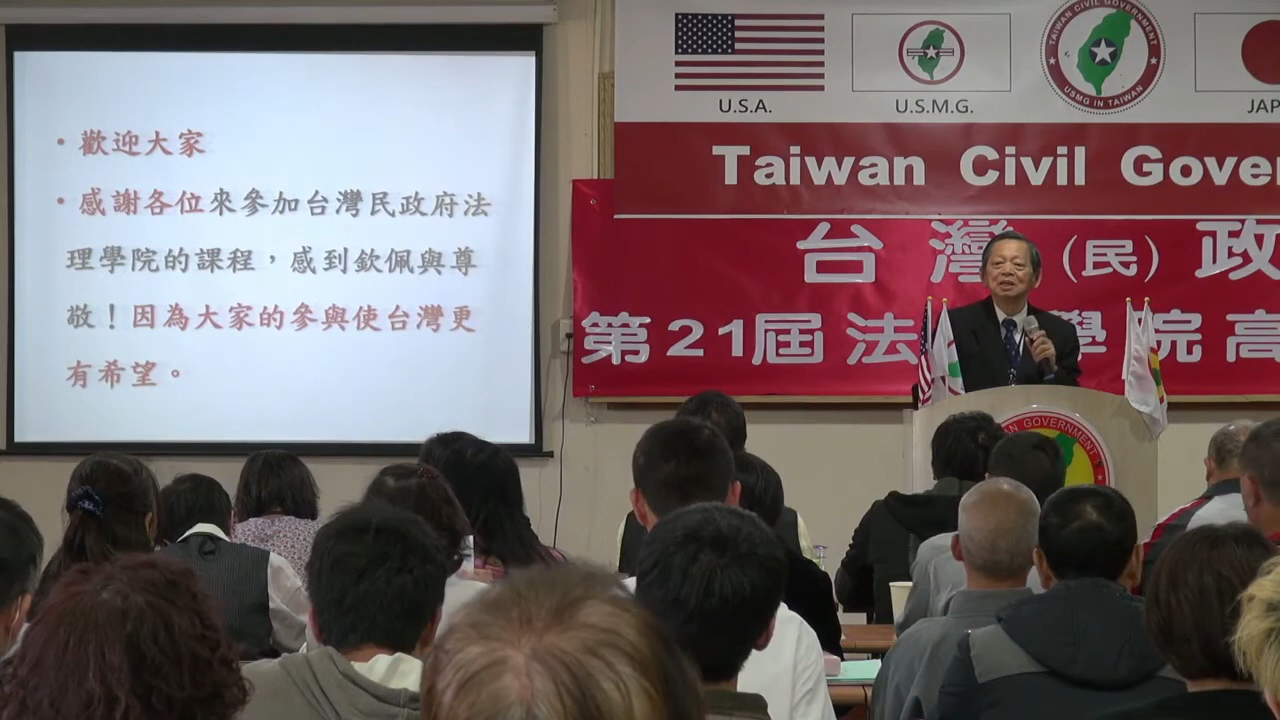 • 歡迎大家
• 感謝各位來參加台灣民政府法
理學院的課程，感到欽佩與尊
敬！因為大家的參與使台灣更
有希望。
U.S.A.
U.S.M.G.
TAIWAN CIVIL GOVERNMENT
USMG IN TAIWAN
JAP
Taiwan Civil Gover
台灣（民）政
第21屆法 學院高
AN GOVERNMENT